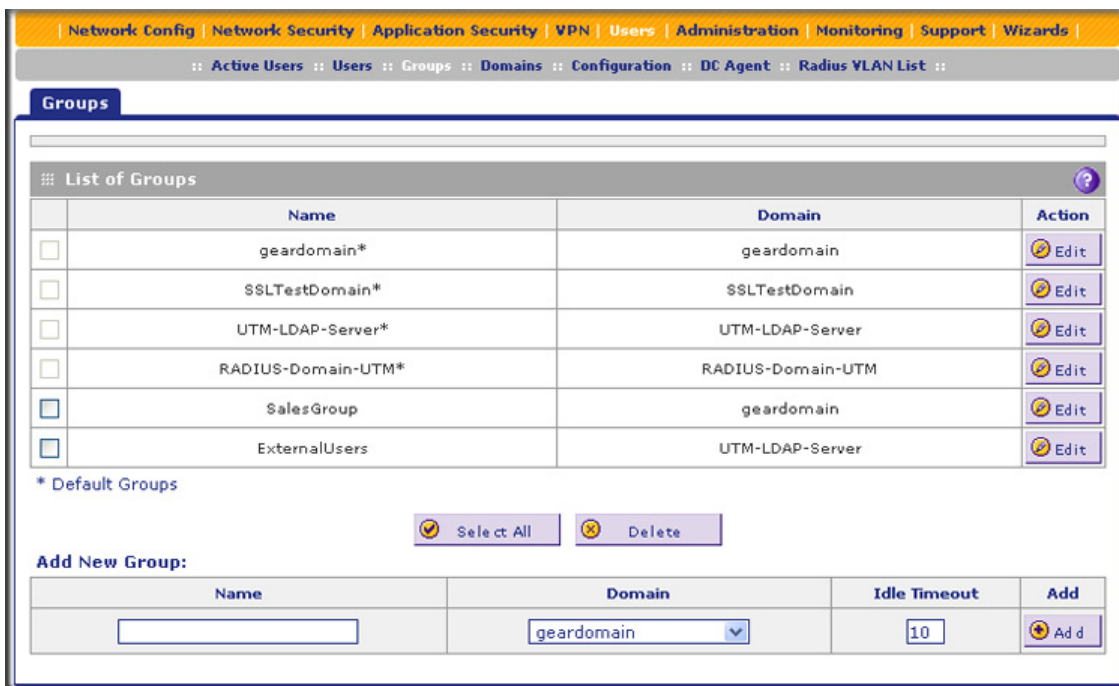 | Network Config | Network Security | Application Security | VPN | Users | Administration | Monitoring | Support | Wizards |
:: Active Users :: Users :: Groups :: Domains :: Configuration :: DC Agent :: Radius VLAN List ::
Groups
List of Groups ?
Name Domain Action
geardomain* geardomain Edit
SSLTestDomain* SSLTestDomain Edit
UTM-LDAP-Server* UTM-LDAP-Server Edit
RADIUS-Domain-UTM* RADIUS-Domain-UTM Edit
SalesGroup geardomain Edit
ExternalUsers UTM-LDAP-Server Edit
* Default Groups
Select All Delete
Add New Group:
Name Domain Idle Timeout Add
geardomain 10 Add